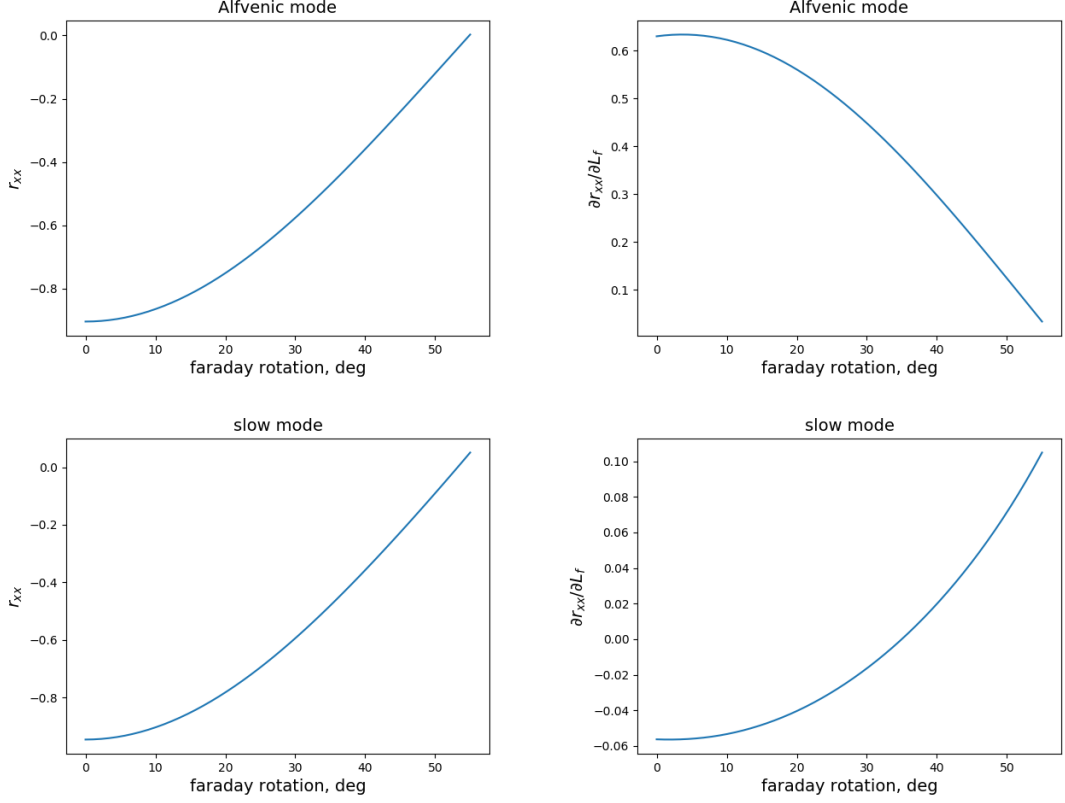 Alfvenic mode
0.0
−0.2
−0.4
−0.6
−0.8
r_xx
0 10 20 30 40 50
faraday rotation, deg
Alfvenic mode
0.6
0.5
0.4
0.3
0.2
0.1
∂r_xx/∂L_f
0 10 20 30 40 50
faraday rotation, deg
slow mode
0.0
−0.2
−0.4
−0.6
−0.8
r_xx
0 10 20 30 40 50
faraday rotation, deg
slow mode
0.10
0.08
0.06
0.04
0.02
0.00
−0.02
−0.04
−0.06
∂r_xx/∂L_f
0 10 20 30 40 50
faraday rotation, deg